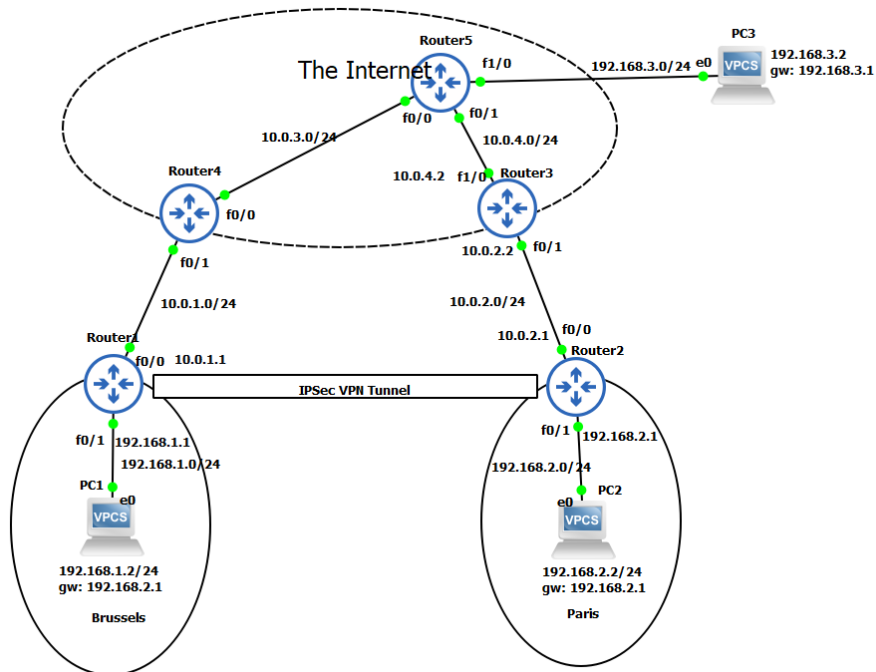 Router5
PC3
The Internet
f1/0
192.168.3.0/24
e0
VPCS
192.168.3.2
gw: 192.168.3.1
f0/0
f0/1
10.0.3.0/24
10.0.4.0/24
Router4
10.0.4.2
f1/0
Router3
f0/0
f0/1
10.0.2.2
f0/1
10.0.1.0/24
10.0.2.0/24
Router1
10.0.2.1
f0/0
Router2
f0/0
10.0.1.1
IPSec VPN Tunnel
f0/1
192.168.1.1
192.168.1.0/24
f0/1
192.168.2.1
192.168.2.0/24
PC1
e0
VPCS
PC2
e0
VPCS
192.168.1.2/24
gw: 192.168.2.1
Brussels
192.168.2.2/24
gw: 192.168.2.1
Paris